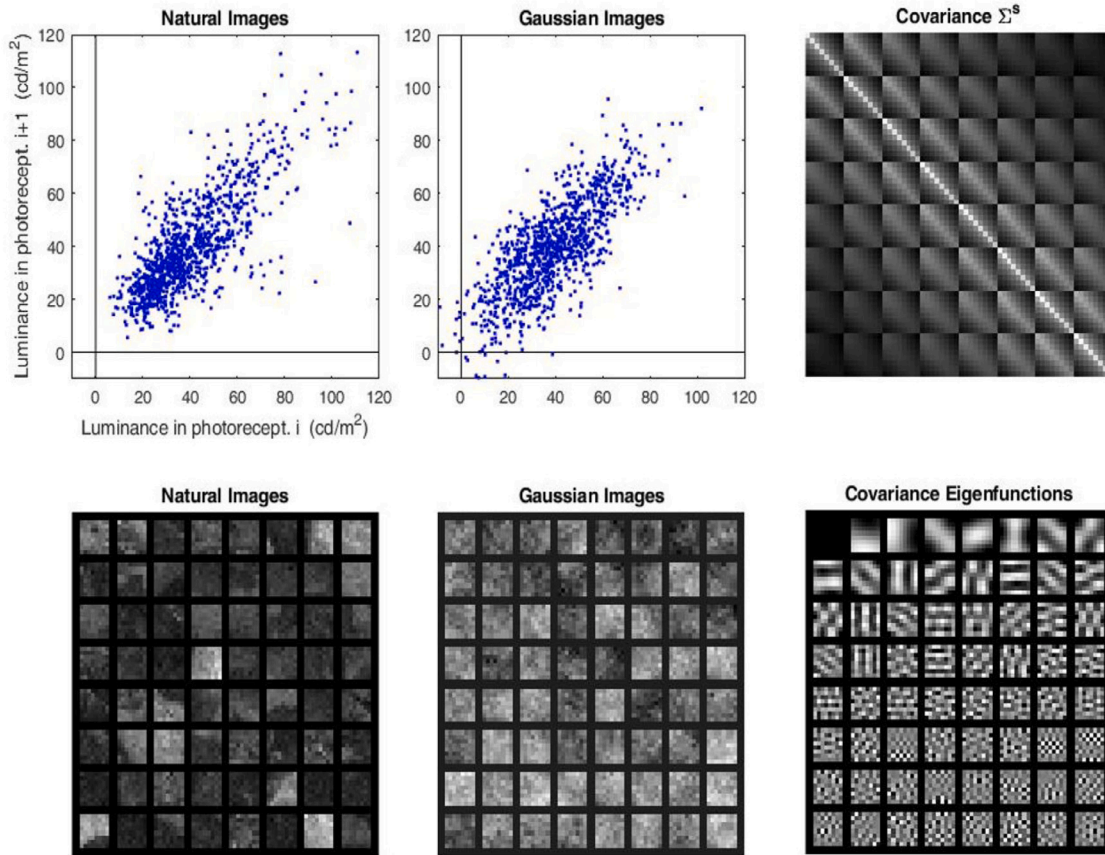 Natural Images
Gaussian Images
Covariance Σˢ
Luminance in photorecept. i+1 (cd/m²)
120
100
80
60
40
20
0
0 20 40 60 80 100 120
Luminance in photorecept. i (cd/m²)
120
100
80
60
40
20
0
0 20 40 60 80 100 120
Natural Images
Gaussian Images
Covariance Eigenfunctions